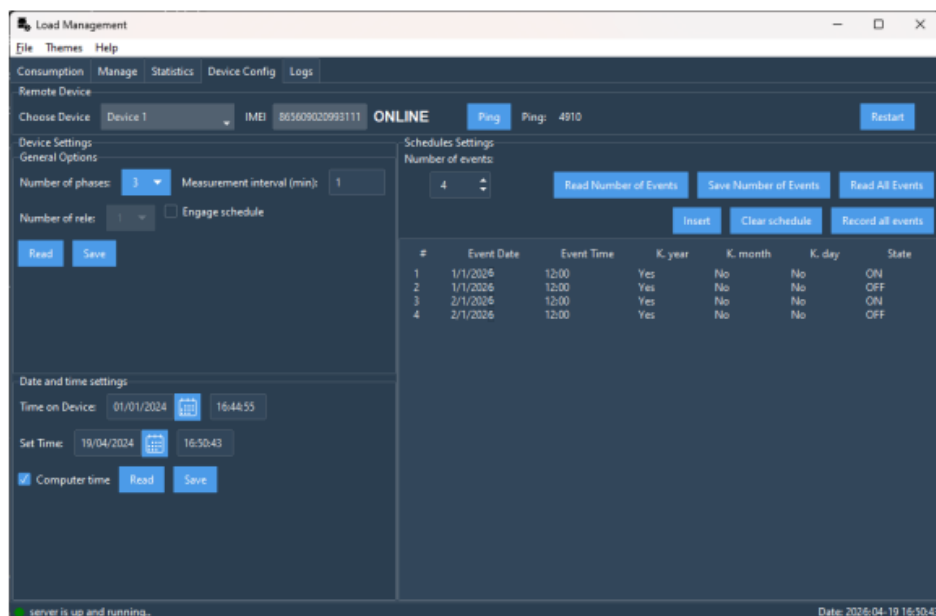 Load Management
File Themes Help
Consumption Manage Statistics Device Config Logs
Remote Device
Choose Device Device 1 IMEI 865609020993111 ONLINE Ping Ping: 4910 Restart
Device Settings
General Options
Number of phases: 3 Measurement interval (min): 1
Number of rele: 1 Engage schedule
Read Save
Schedules Settings
Number of events:
4 Read Number of Events Save Number of Events Read All Events
Insert Clear schedule Record all events
# Event Date Event Time K. year K. month K. day State
1 1/1/2026 12:00 Yes No No ON
2 1/1/2026 12:00 Yes No No OFF
3 2/1/2026 12:00 Yes No No ON
4 2/1/2026 12:00 Yes No No OFF
Date and time settings
Time on Device: 01/01/2024 16:44:55
Set Time: 19/04/2024 16:50:43
Computer time Read Save
server is up and running..
Date: 2026-04-19 16:50:43